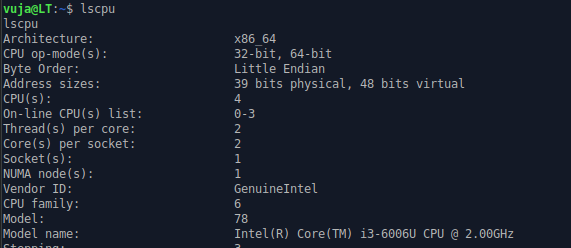 vuja@LT:~$ lscpu
lscpu
Architecture: x86_64
CPU op-mode(s): 32-bit, 64-bit
Byte Order: Little Endian
Address sizes: 39 bits physical, 48 bits virtual
CPU(s): 4
On-line CPU(s) list: 0-3
Thread(s) per core: 2
Core(s) per socket: 2
Socket(s): 1
NUMA node(s): 1
Vendor ID: GenuineIntel
CPU family: 6
Model: 78
Model name: Intel(R) Core(TM) i3-6006U CPU @ 2.00GHz
Stepping: 3